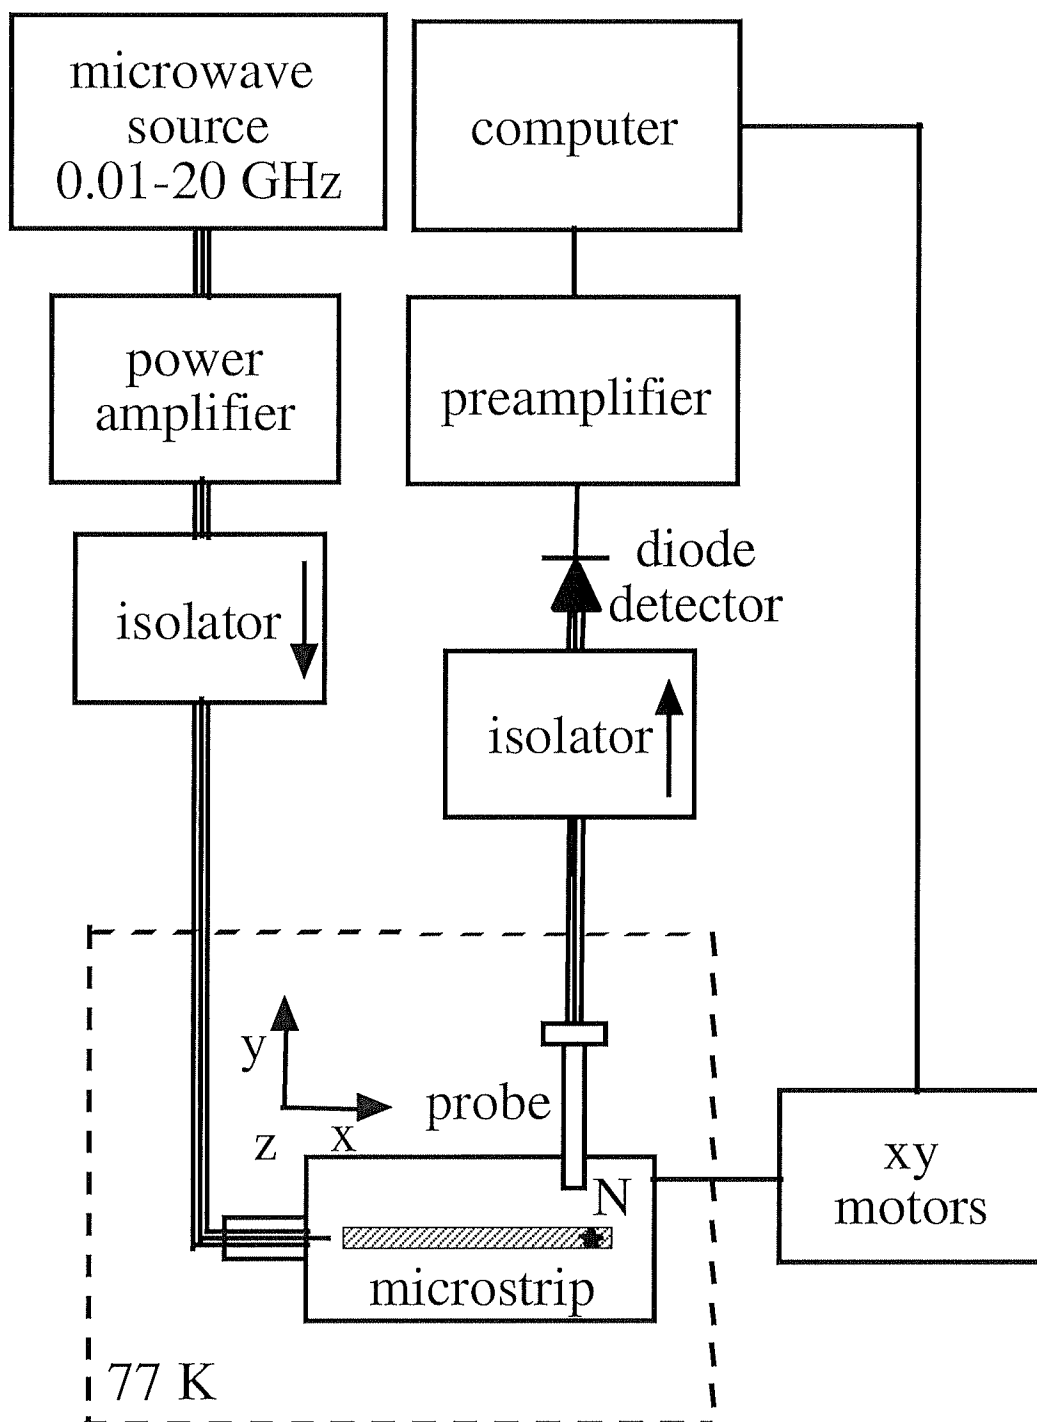 microwave
source
0.01-20 GHz
computer
power
amplifier
preamplifier
diode
detector
isolator
isolator
y
z
x
probe
N
microstrip
xy
motors
77 K